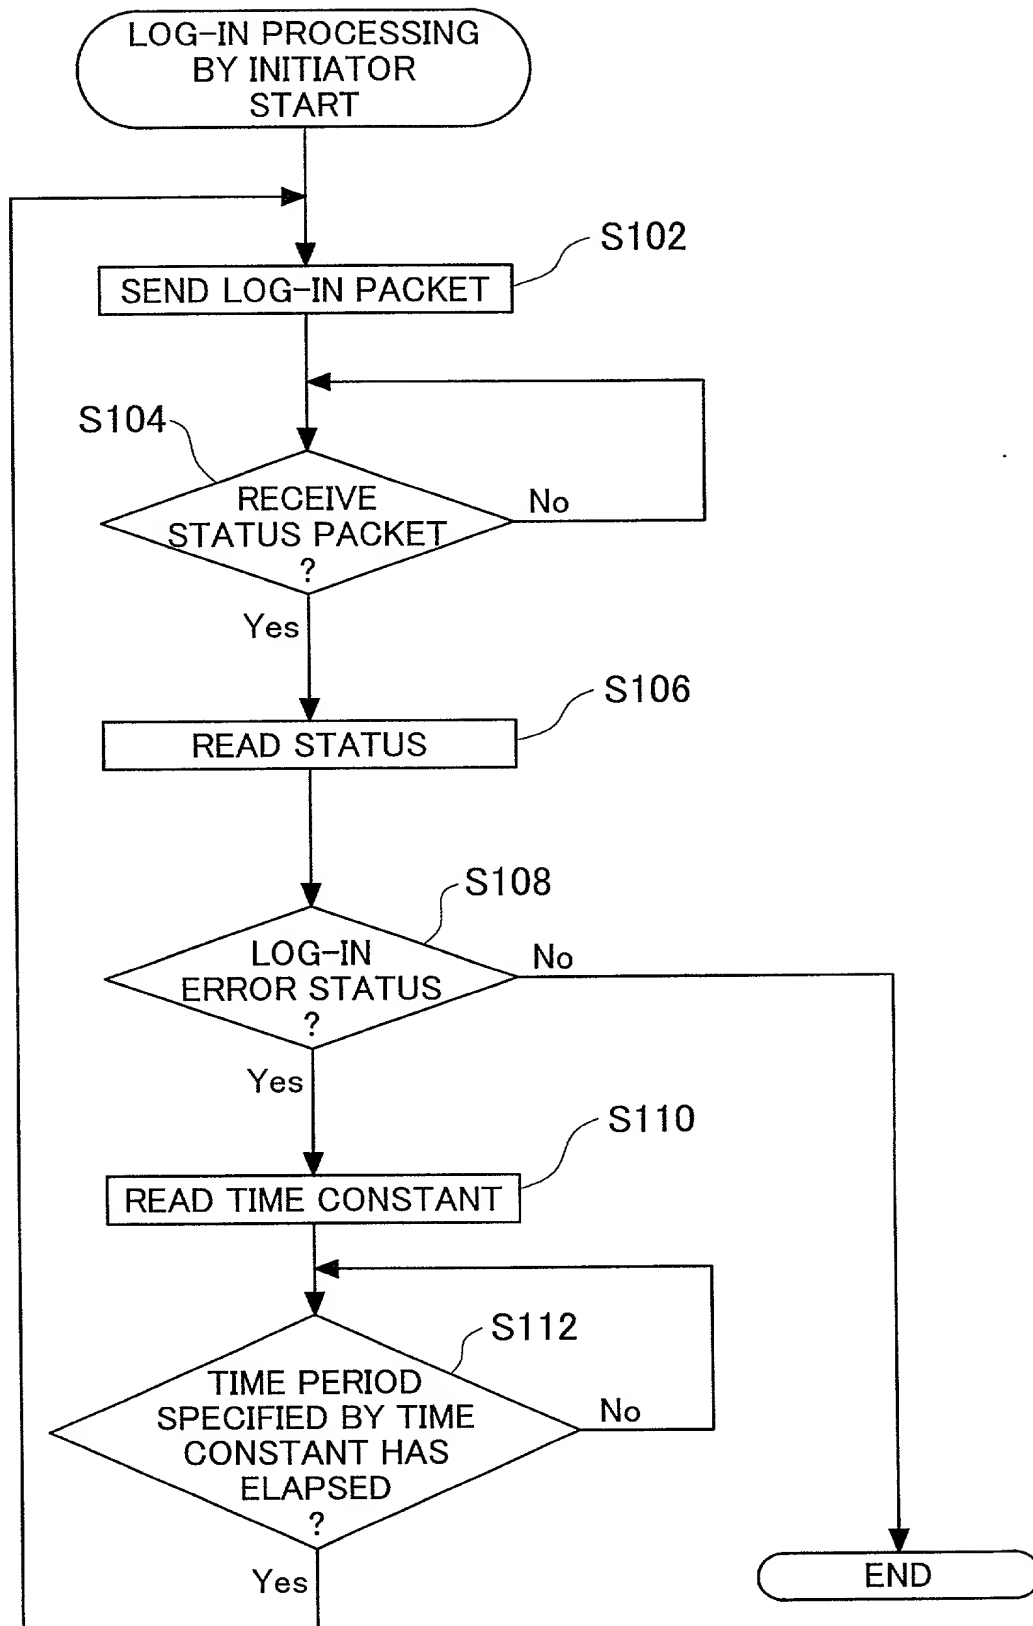 LOG-IN PROCESSING
BY INITIATOR
START
S102
SEND LOG-IN PACKET
S104
RECEIVE
STATUS PACKET
?
No
Yes
S106
READ STATUS
S108
LOG-IN
ERROR STATUS
?
No
Yes
S110
READ TIME CONSTANT
S112
TIME PERIOD
SPECIFIED BY TIME
CONSTANT HAS
ELAPSED
?
No
Yes
END